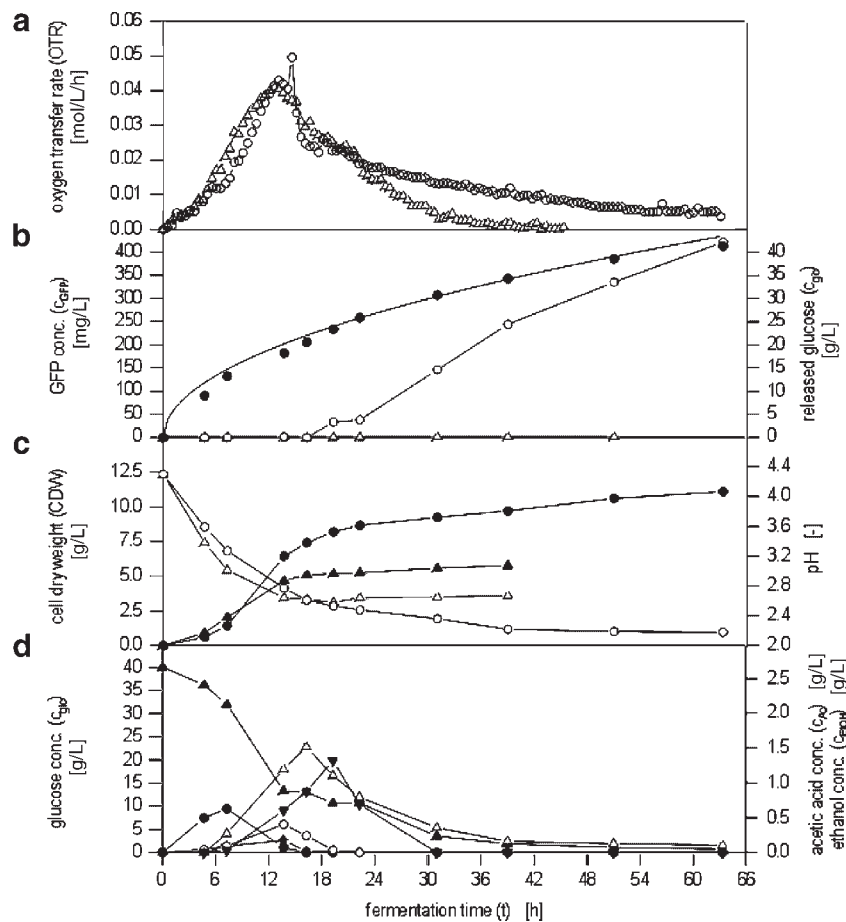 a
oxygen transfer rate (OTR)
[mol/L/h]
0.06
0.05
0.04
0.03
0.02
0.01
0.00
b
GFP conc. (cGFP)
[mg/L]
400
350
300
250
200
150
100
50
0
40
35
30
25
20
15
10
5
0
released glucose (cgr)
[g/L]
c
cell dry weight (CDW)
[g/L]
12.5
10.0
7.5
5.0
2.5
0.0
4.4
4.0
3.6
3.2
2.8
2.4
2.0
pH [-]
d
glucose conc. (cglc)
[g/L]
40
35
30
25
20
15
10
5
0
2.5
2.0
1.5
1.0
0.5
0.0
acetic acid conc. (cAc) [g/L]
ethanol conc. (cEtOH) [g/L]
0 6 12 18 24 30 36 42 48 54 60 66
fermentation time (t) [h]